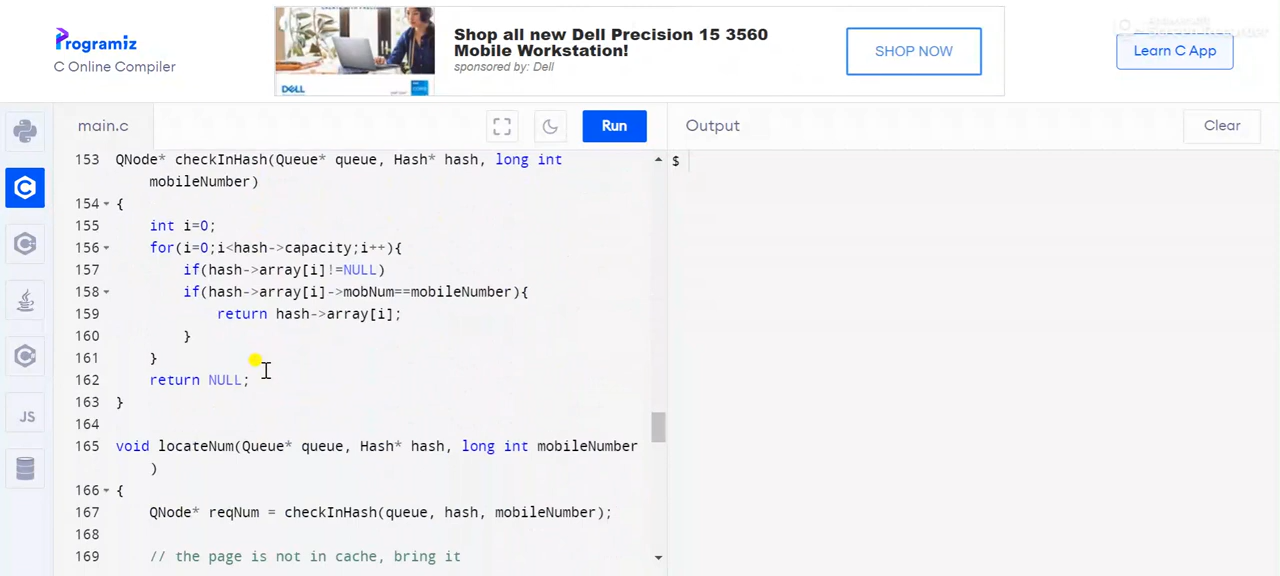 Programiz
C Online Compiler
Shop all new Dell Precision 15 3560
Mobile Workstation!
sponsored by: Dell
DELL
SHOP NOW
Learn C App
main.c
Run
Output
Clear
153 QNode* checkInHash(Queue* queue, Hash* hash, long int
mobileNumber)
154 {
155 int i=0;
156 for(i=0;i<hash->capacity;i++){
157 if(hash->array[i]!=NULL)
158 if(hash->array[i]->mobNum==mobileNumber){
159 return hash->array[i];
160 }
161 }
162 return NULL;
163 }
164
165 void locateNum(Queue* queue, Hash* hash, long int mobileNumber
)
166 {
167 QNode* reqNum = checkInHash(queue, hash, mobileNumber);
168
169 // the page is not in cache, bring it
$
JS